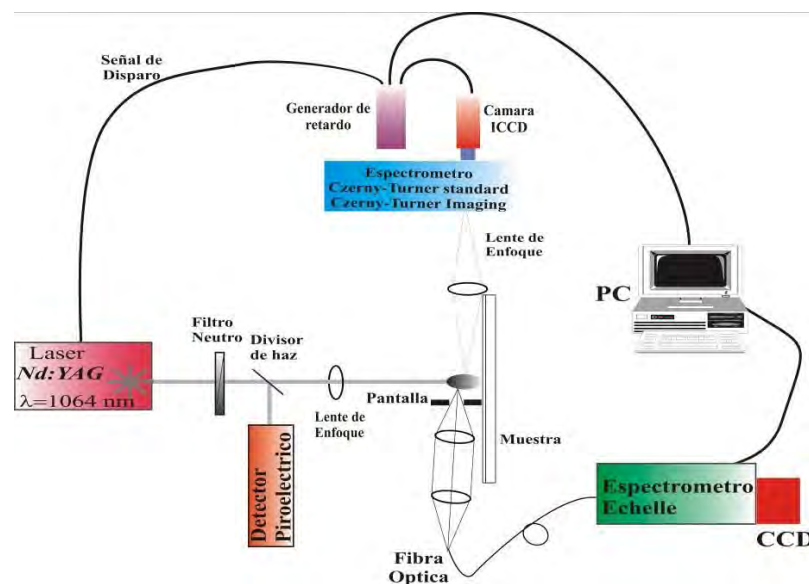 Señal de
Disparo
Generador de
retardo
Camara
ICCD
Espectrometro
Czerny-Turner standard
Czerny-Turner Imaging
Lente de
Enfoque
PC
Filtro
Neutro
Divisor
de haz
Laser
Nd:YAG
λ=1064 nm
Lente de
Enfoque
Pantalla
Muestra
Detector
Piroelectrico
Espectrometro
Echelle
CCD
Fibra
Optica